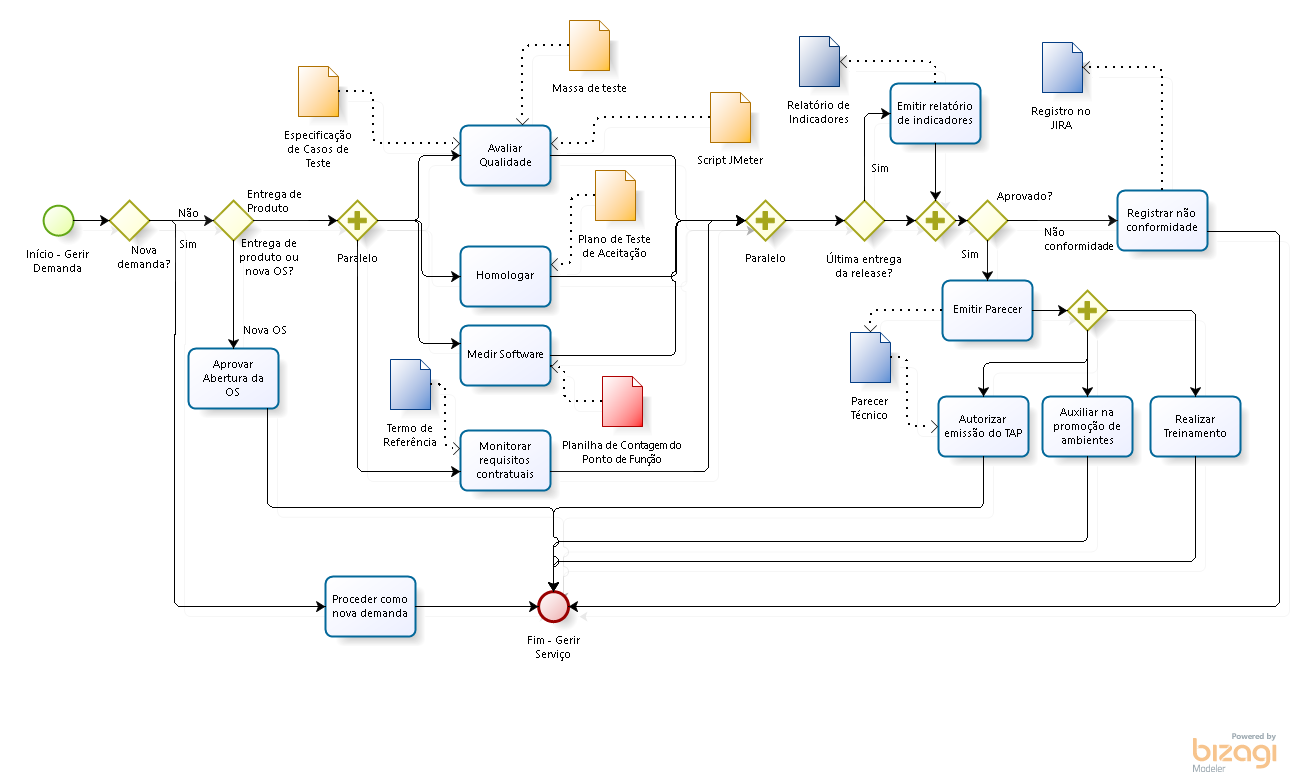 Massa de teste
Relatório de
Indicadores
Emitir relatório
de indicadores
Registro no
JIRA
Especificação
de Casos de
Teste
Avaliar
Qualidade
Script JMeter
Sim
Início - Gerir
Demanda
Nova
demanda?
Não
Sim
Entrega de
Produto
Entrega de
produto ou
nova OS?
Paralelo
Plano de Teste
de Aceitação
Homologar
Paralelo
Última entrega
da release?
Aprovado?
Não
conformidade
Sim
Registrar não
conformidade
Nova OS
Aprovar
Abertura da
OS
Medir Software
Emitir Parecer
Termo de
Referência
Planilha de Contagem do
Ponto de Função
Monitorar
requisitos
contratuais
Parecer
Técnico
Autorizar
emissão do TAP
Auxiliar na
promoção de
ambientes
Realizar
Treinamento
Proceder como
nova demanda
Fim - Gerir
Serviço
Powered by
bizagi
Modeler